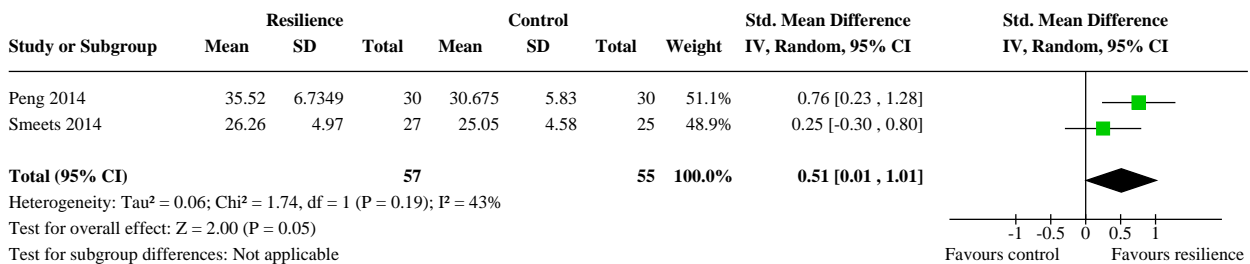 Resilience Control Std. Mean Difference Std. Mean Difference
Study or Subgroup Mean SD Total Mean SD Total Weight IV, Random, 95% CI IV, Random, 95% CI
Peng 2014 35.52 6.7349 30 30.675 5.83 30 51.1% 0.76 [0.23 , 1.28]
Smeets 2014 26.26 4.97 27 25.05 4.58 25 48.9% 0.25 [-0.30 , 0.80]
Total (95% CI) 57 55 100.0% 0.51 [0.01 , 1.01]
Heterogeneity: Tau² = 0.06; Chi² = 1.74, df = 1 (P = 0.19); I² = 43%
Test for overall effect: Z = 2.00 (P = 0.05)
-1 -0.5 0 0.5 1
Test for subgroup differences: Not applicable Favours control Favours resilience